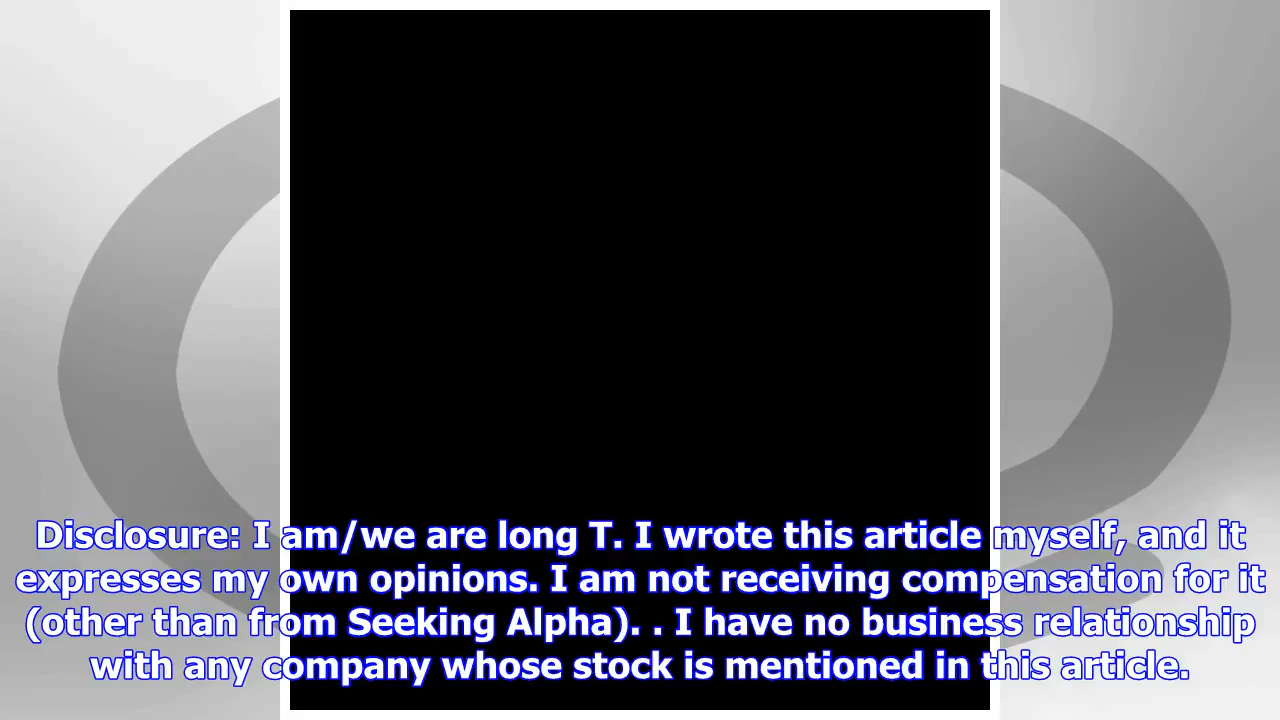 Disclosure: I am/we are long T. I wrote this article myself, and it
expresses my own opinions. I am not receiving compensation for it
(other than from Seeking Alpha). . I have no business relationship
with any company whose stock is mentioned in this article.